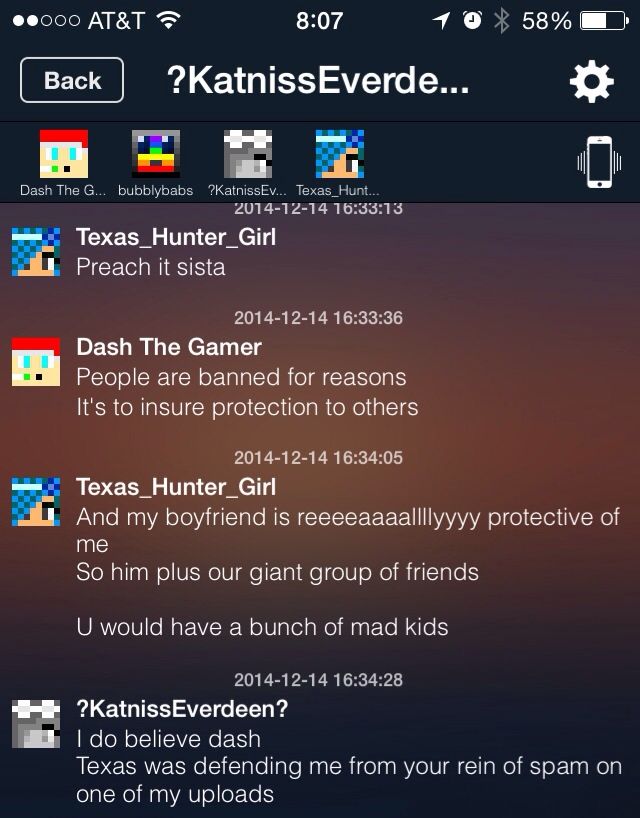 AT&T 8:07 58%
Back ?KatnissEverde...
Dash The G... bubblybabs ?KatnissEv... Texas_Hunt...
2014-12-14 16:33:13
Texas_Hunter_Girl
Preach it sista
2014-12-14 16:33:36
Dash The Gamer
People are banned for reasons
It's to insure protection to others
2014-12-14 16:34:05
Texas_Hunter_Girl
And my boyfriend is reeeeaaaallllyyyy protective of
me
So him plus our giant group of friends
U would have a bunch of mad kids
2014-12-14 16:34:28
?KatnissEverdeen?
I do believe dash
Texas was defending me from your rein of spam on
one of my uploads